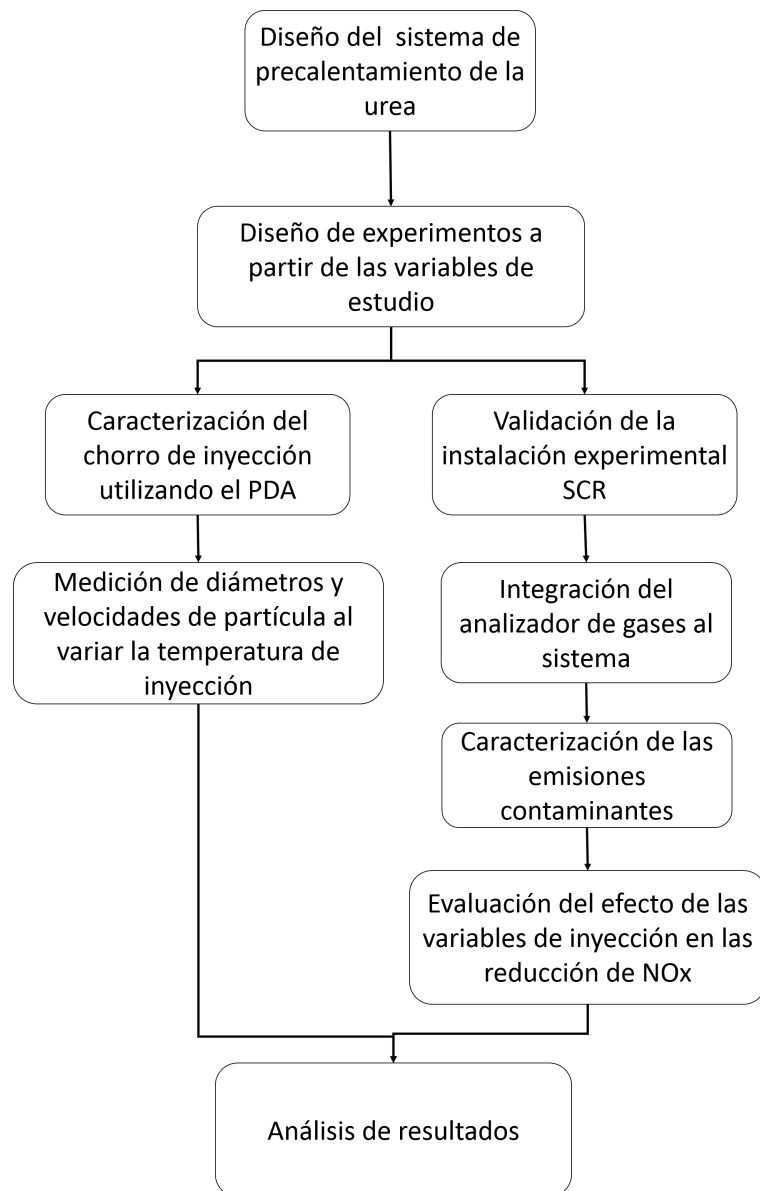 Diseño del sistema de
precalentamiento de la
urea
Diseño de experimentos a
partir de las variables de
estudio
Caracterización del
chorro de inyección
utilizando el PDA
Medición de diámetros y
velocidades de partícula al
variar la temperatura de
inyección
Validación de la
instalación experimental
SCR
Integración del
analizador de gases al
sistema
Caracterización de las
emisiones
contaminantes
Evaluación del efecto de las
variables de inyección en las
reducción de NOx
Análisis de resultados